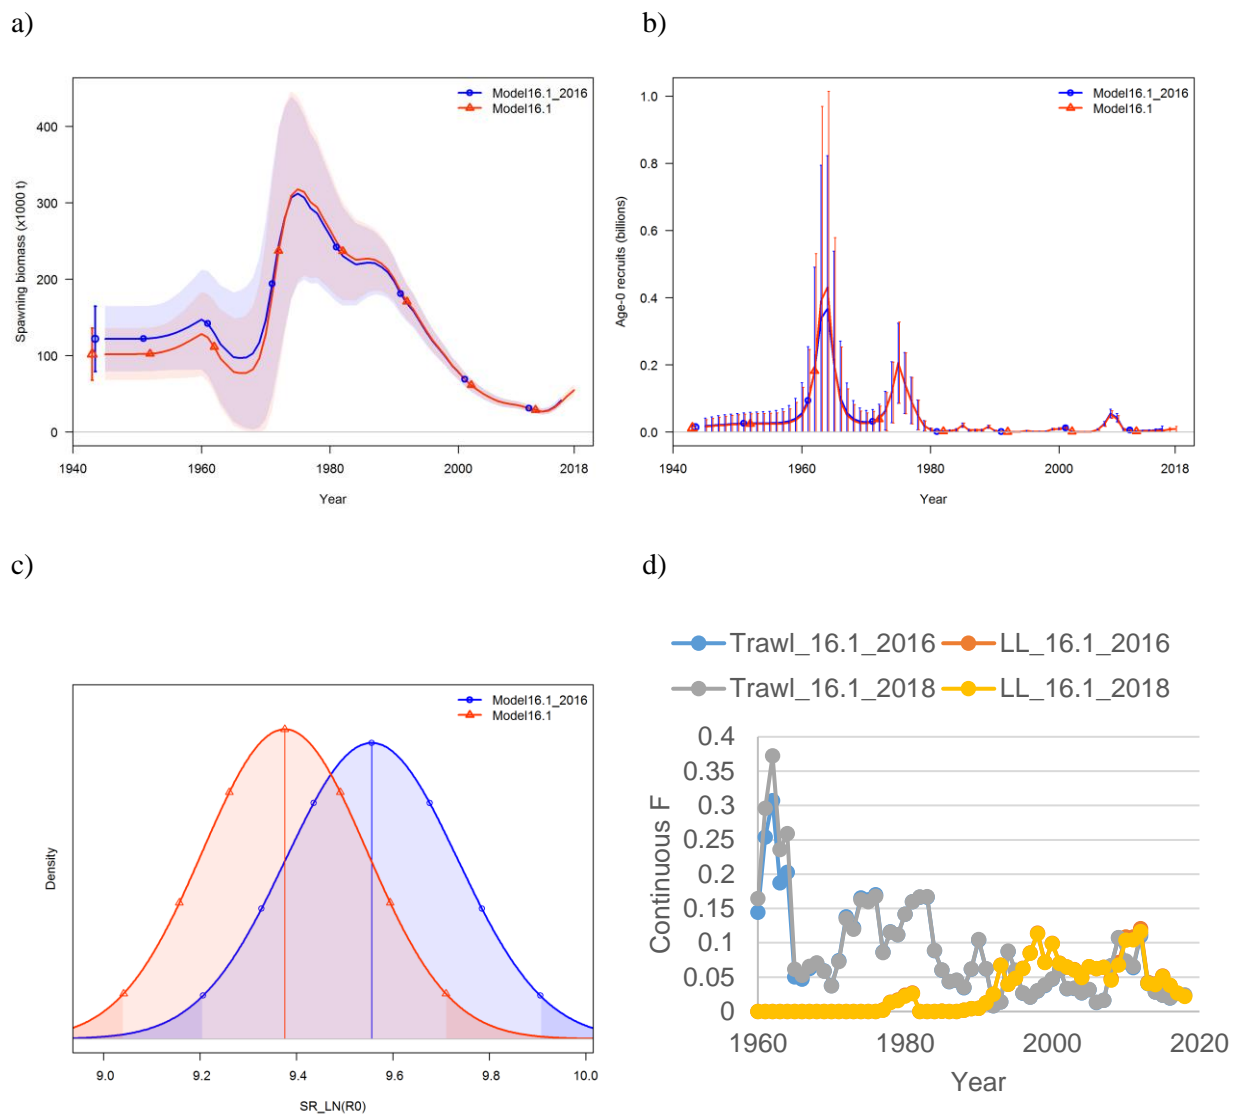 a)
Model16.1_2016
Model16.1
Spawning biomass (x1000 t)
400
300
200
100
0
1940 1960 1980 2000 2018
Year
b)
Model16.1_2016
Model16.1
Age-0 recruits (billions)
1.0
0.8
0.6
0.4
0.2
0.0
1940 1960 1980 2000 2018
Year
c)
Model16.1_2016
Model16.1
Density
9.0 9.2 9.4 9.6 9.8 10.0
SR_LN(R0)
d)
Trawl_16.1_2016 LL_16.1_2016
Trawl_16.1_2018 LL_16.1_2018
Continuous F
0.4
0.35
0.3
0.25
0.2
0.15
0.1
0.05
0
1960 1980 2000 2020
Year